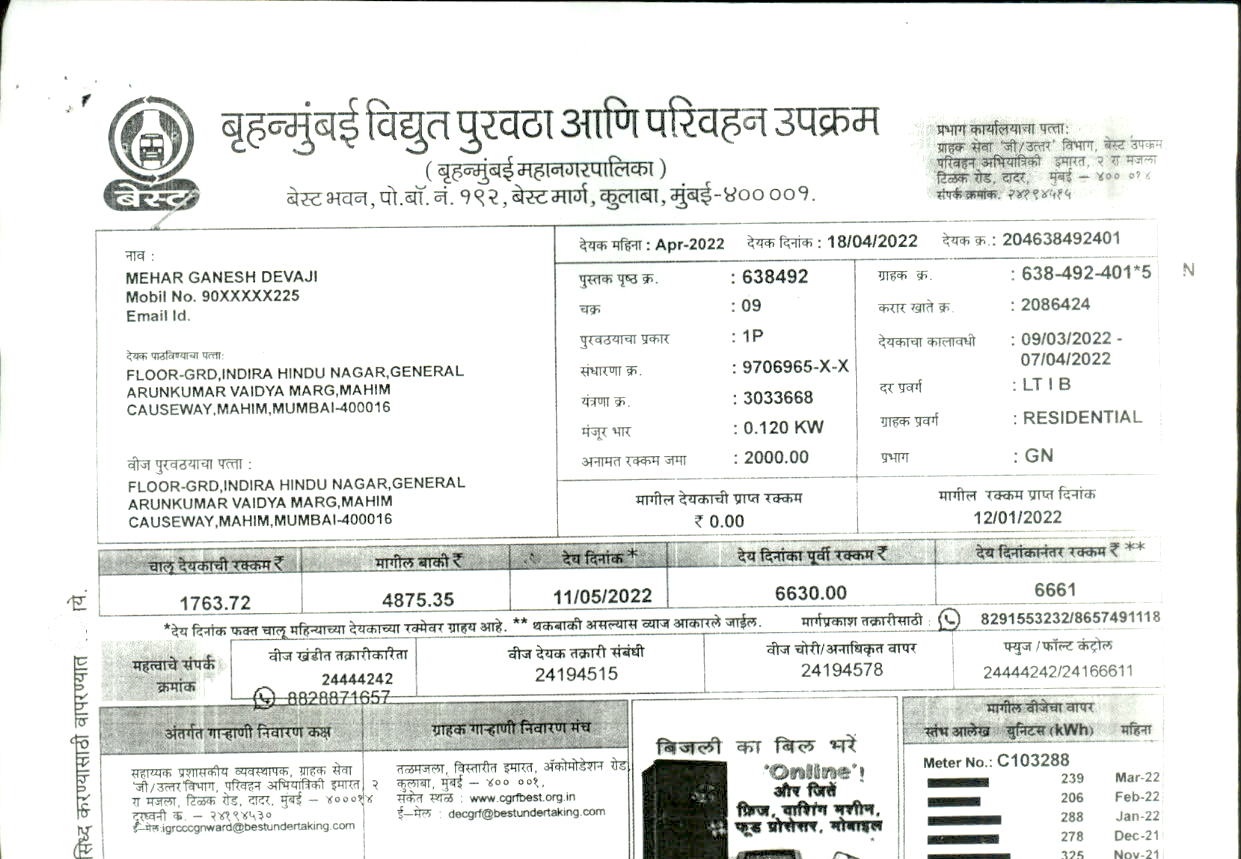 बृहन्मुंबई विद्युत पुरवठा आणि परिवहन उपक्रम
( बृहन्मुंबई महानगरपालिका )
बेस्ट भवन, पो.बॉ. नं. १९२, बेस्ट मार्ग, कुलाबा, मुंबई-४०० ००१.
बेस्ट
प्रभाग कार्यालयाचा पत्ता:
ग्राहक सेवा 'जी/उत्तर' विभाग, बेस्ट उपक्रम
परिवहन अभियांत्रिकी इमारत, २ रा मजला
टिळक रोड, दादर, मुंबई - ४०० ०१४
संपर्क क्रमांक. २४१९४५१५
नाव :
MEHAR GANESH DEVAJI
Mobil No. 90XXXXX225
Email Id.
देयक पाठविण्याचा पत्ता:
FLOOR-GRD,INDIRA HINDU NAGAR,GENERAL
ARUNKUMAR VAIDYA MARG,MAHIM
CAUSEWAY,MAHIM,MUMBAI-400016
वीज पुरवठयाचा पत्ता :
FLOOR-GRD,INDIRA HINDU NAGAR,GENERAL
ARUNKUMAR VAIDYA MARG,MAHIM
CAUSEWAY,MAHIM,MUMBAI-400016
देयक महिना : Apr-2022 देयक दिनांक : 18/04/2022 देयक क्र.: 204638492401
पुस्तक पृष्ठ क्र. : 638492
चक्र : 09
पुरवठयाचा प्रकार : 1P
संधारणा क्र. : 9706965-X-X
यंत्रणा क्र. : 3033668
मंजूर भार : 0.120 KW
अनामत रक्कम जमा : 2000.00
ग्राहक क्र. : 638-492-401*5
N
करार खाते क्र. : 2086424
देयकाचा कालावधी : 09/03/2022 -
07/04/2022
दर प्रवर्ग : LT I B
ग्राहक प्रवर्ग : RESIDENTIAL
प्रभाग : GN
मागील देयकाची प्राप्त रक्कम
₹ 0.00
मागील रक्कम प्राप्त दिनांक
12/01/2022
चालू देयकाची रक्कम ₹ मागील बाकी ₹ देय दिनांक * देय दिनांका पूर्वी रक्कम ₹ देय दिनांकानंतर रक्कम ₹ **
1763.72 4875.35 11/05/2022 6630.00 6661
*देय दिनांक फक्त चालू महिन्याच्या देयकाच्या रक्मेवर ग्राहय आहे. ** थकबाकी असल्यास व्याज आकारले जाईल. मार्गप्रकाश तक्रारीसाठी : 8291553232/8657491118
महत्वाचे संपर्क
क्रमांक
वीज खंडीत तक्रारीकारिता
24444242
8828871657
वीज देयक तक्रारी संबंधी
24194515
वीज चोरी/अनाधिकृत वापर
24194578
फ्युज / फॉल्ट कंट्रोल
24444242/24166611
अंतर्गत गाऱ्हाणी निवारण कक्ष
सहाय्यक प्रशासकीय व्यवस्थापक, ग्राहक सेवा
'जी/उत्तर'विभाग, परिवहन अभियांत्रिकी इमारत, २
रा मजला, टिळक रोड, दादर, मुंबई - ४०००१४
दूरध्वनी क. - २४१९४५३०
ई-मेल:igrcccgnward@bestundertaking.com
ग्राहक गाऱ्हाणी निवारण मंच
तळमजला, विस्तारीत इमारत, ॲकोमोडेशन रोड,
कुलाबा, मुंबई - ४०० ००१,
संकेत स्थळ : www.cgrfbest.org.in
ई-मेल : decgrf@bestundertaking.com
बिजली का बिल भरें
'Online'!
और जितें
फ्रिज, वाशिंग मशीन,
फूड प्रोसेसर, मोबाइल
मागील वीजेचा वापर
स्तंभ आलेख युनिटस (kWh) महिना
Meter No.: C103288
239 Mar-22
206 Feb-22
288 Jan-22
278 Dec-21
325 Nov-21
सिध्द करण्यासाठी वापरण्यात